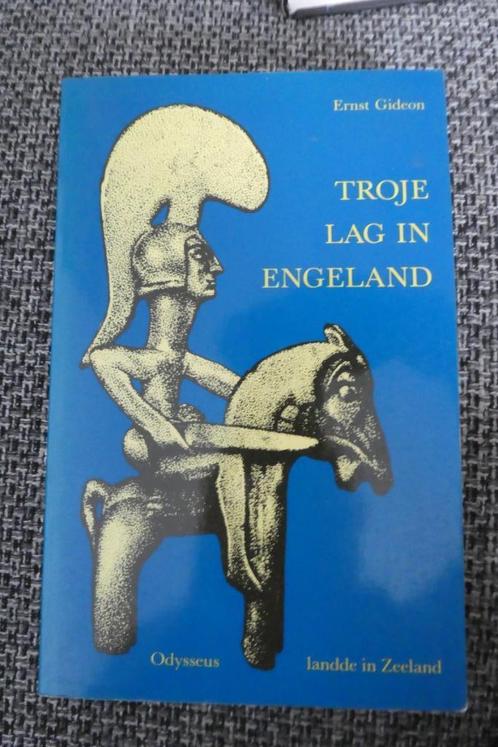 Ernst Gideon
TROJE
LAG IN
ENGELAND
Odysseus landde in Zeeland